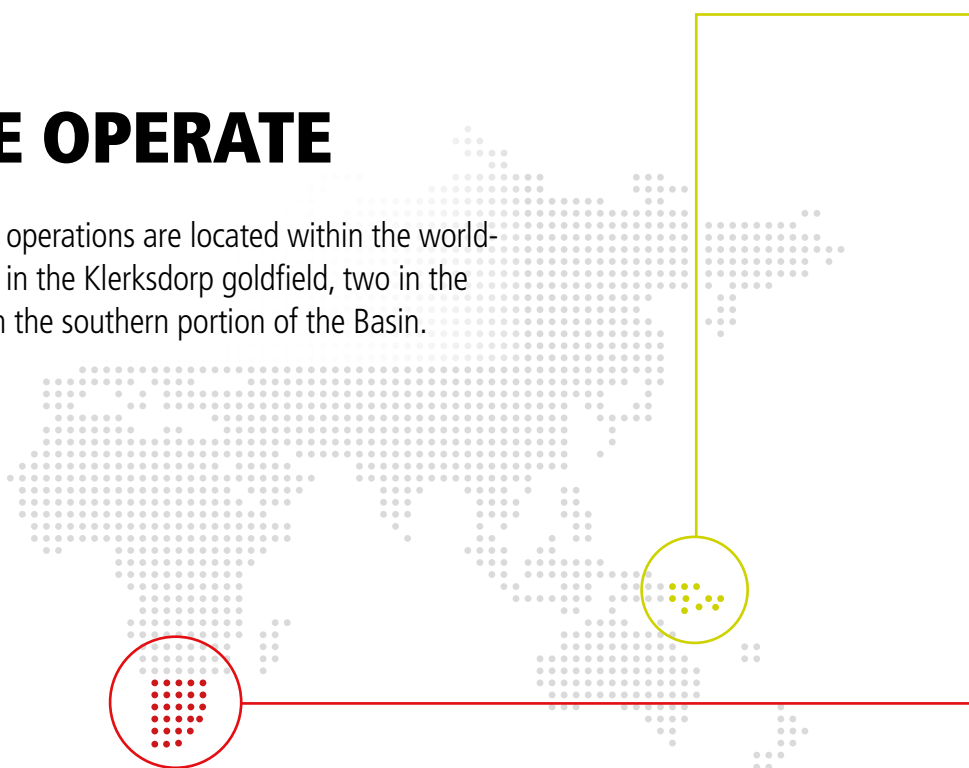 E OPERATE
operations are located within the world-
in the Klerksdorp goldfield, two in the
the southern portion of the Basin.